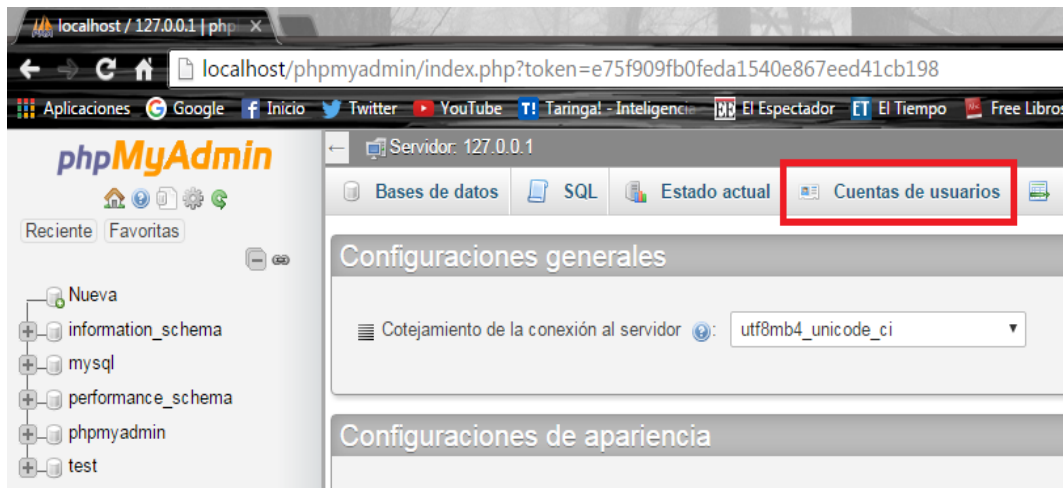 localhost / 127.0.0.1 | php
localhost/phpmyadmin/index.php?token=e75f909fb0feda1540e867eed41cb198
Aplicaciones Google Inicio Twitter YouTube Taringa! - Inteligencia El Espectador ET El Tiempo Free Libros
phpMyAdmin
Reciente Favoritas
Nueva
information_schema
mysql
performance_schema
phpmyadmin
test
Servidor: 127.0.0.1
Bases de datos SQL Estado actual Cuentas de usuarios
Configuraciones generales
Cotejamiento de la conexión al servidor : utf8mb4_unicode_ci
Configuraciones de apariencia